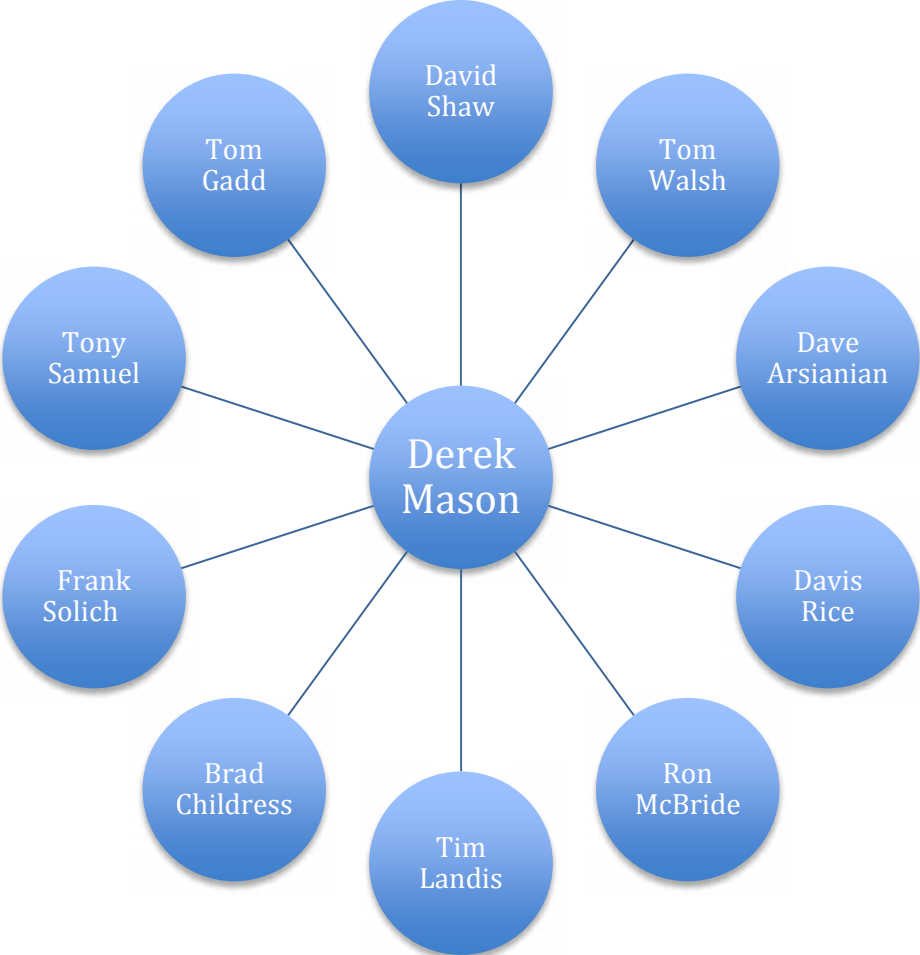 David
Shaw
Tom
Walsh
Dave
Arsianian
Davis
Rice
Ron
McBride
Tim
Landis
Brad
Childress
Frank
Solich
Tony
Samuel
Tom
Gadd
Derek
Mason